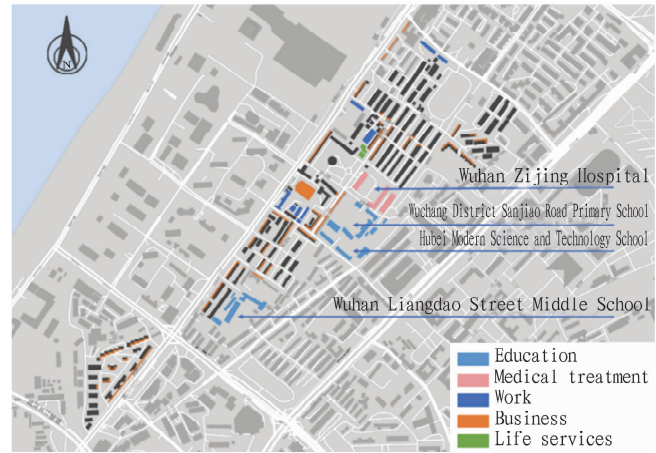 N
Wuhan Zijing Hospital
Wuchang District Sanjiao Road Primary School
Hubei Modern Science and Technology School
Wuhan Liangdao Street Middle School
Education
Medical treatment
Work
Business
Life services